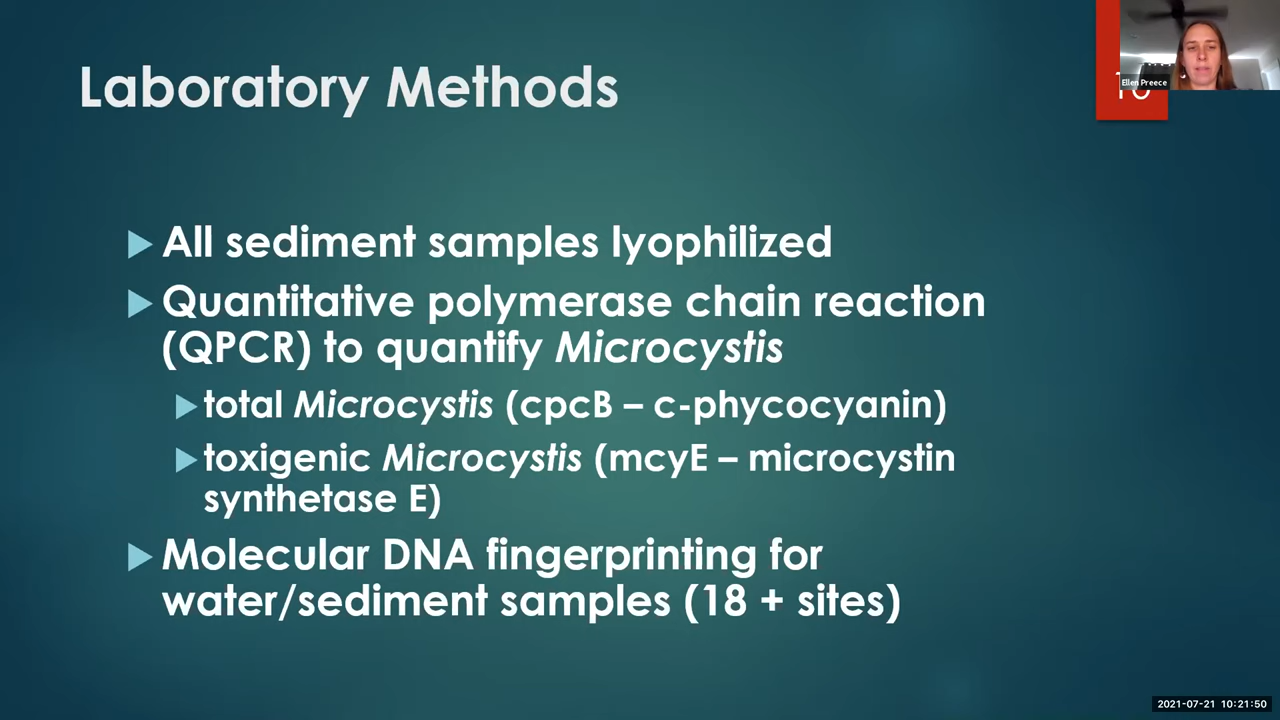 Laboratory Methods
Ellen Preece
All sediment samples lyophilized
Quantitative polymerase chain reaction
(QPCR) to quantify Microcystis
total Microcystis (cpcB – c-phycocyanin)
toxigenic Microcystis (mcyE – microcystin
synthetase E)
Molecular DNA fingerprinting for
water/sediment samples (18 + sites)
2021-07-21 10:21:50